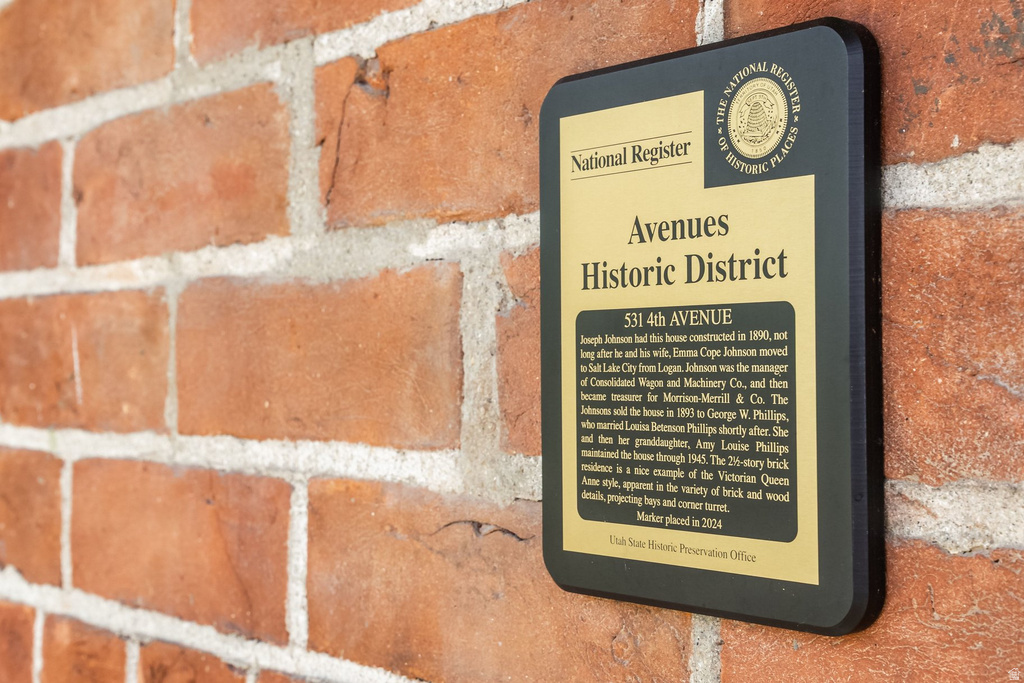 THE NATIONAL REGISTER
OF HISTORIC PLACES
National Register
Avenues
Historic District
531 4th AVENUE
Joseph Johnson had this house constructed in 1890, not
long after he and his wife, Emma Cope Johnson moved
to Salt Lake City from Logan. Johnson was the manager
of Consolidated Wagon and Machinery Co., and then
became treasurer for Morrison-Merrill & Co. The
Johnsons sold the house in 1893 to George W. Phillips,
who married Louisa Betenson Phillips shortly after. She
and then her granddaughter, Amy Louise Phillips
maintained the house through 1945. The 2½-story brick
residence is a nice example of the Victorian Queen
Anne style, apparent in the variety of brick and wood
details, projecting bays and corner turret.
Marker placed in 2024
Utah State Historic Preservation Office